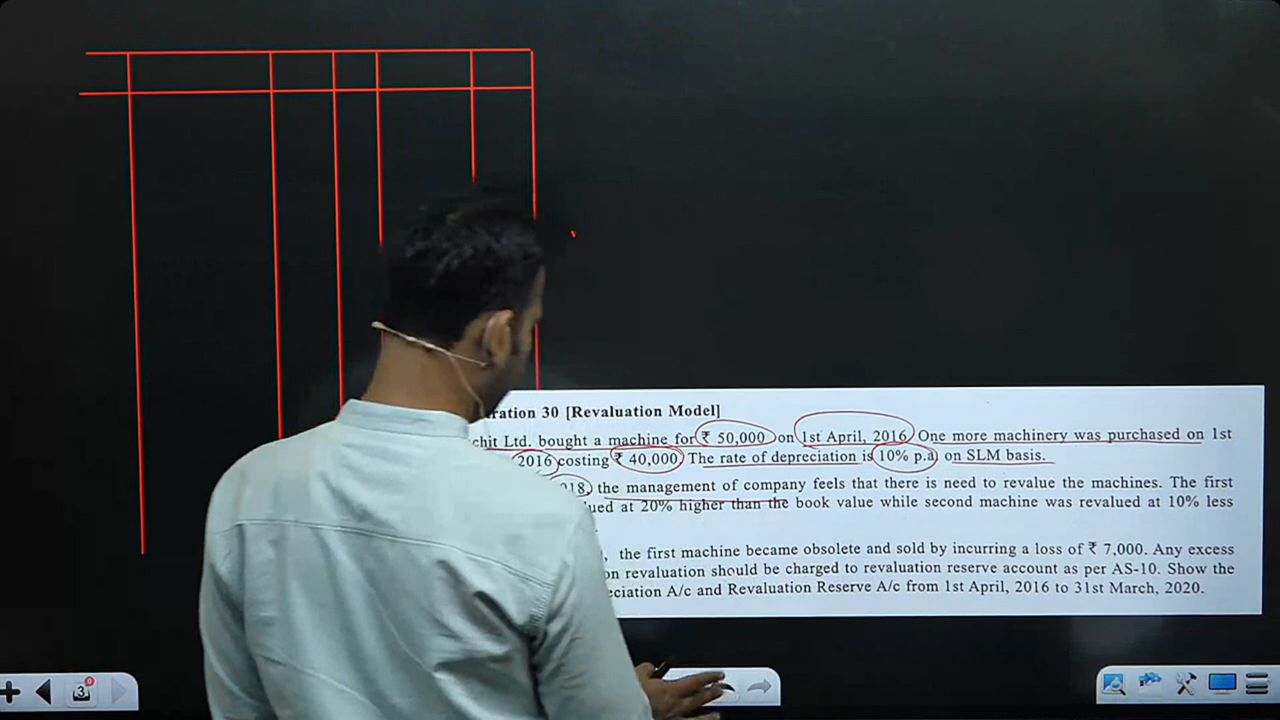 ration 30 [Revaluation Model]
chit Ltd. bought a machine for ₹ 50,000 on 1st April, 2016 One more machinery was purchased on 1st
2016 costing ₹ 40,000 The rate of depreciation is 10% p.a on SLM basis.
018, the management of company feels that there is need to revalue the machines. The first
ued at 20% higher than the book value while second machine was revalued at 10% less
, the first machine became obsolete and sold by incurring a loss of ₹ 7,000. Any excess
on revaluation should be charged to revaluation reserve account as per AS-10. Show the
eciation A/c and Revaluation Reserve A/c from 1st April, 2016 to 31st March, 2020.
3